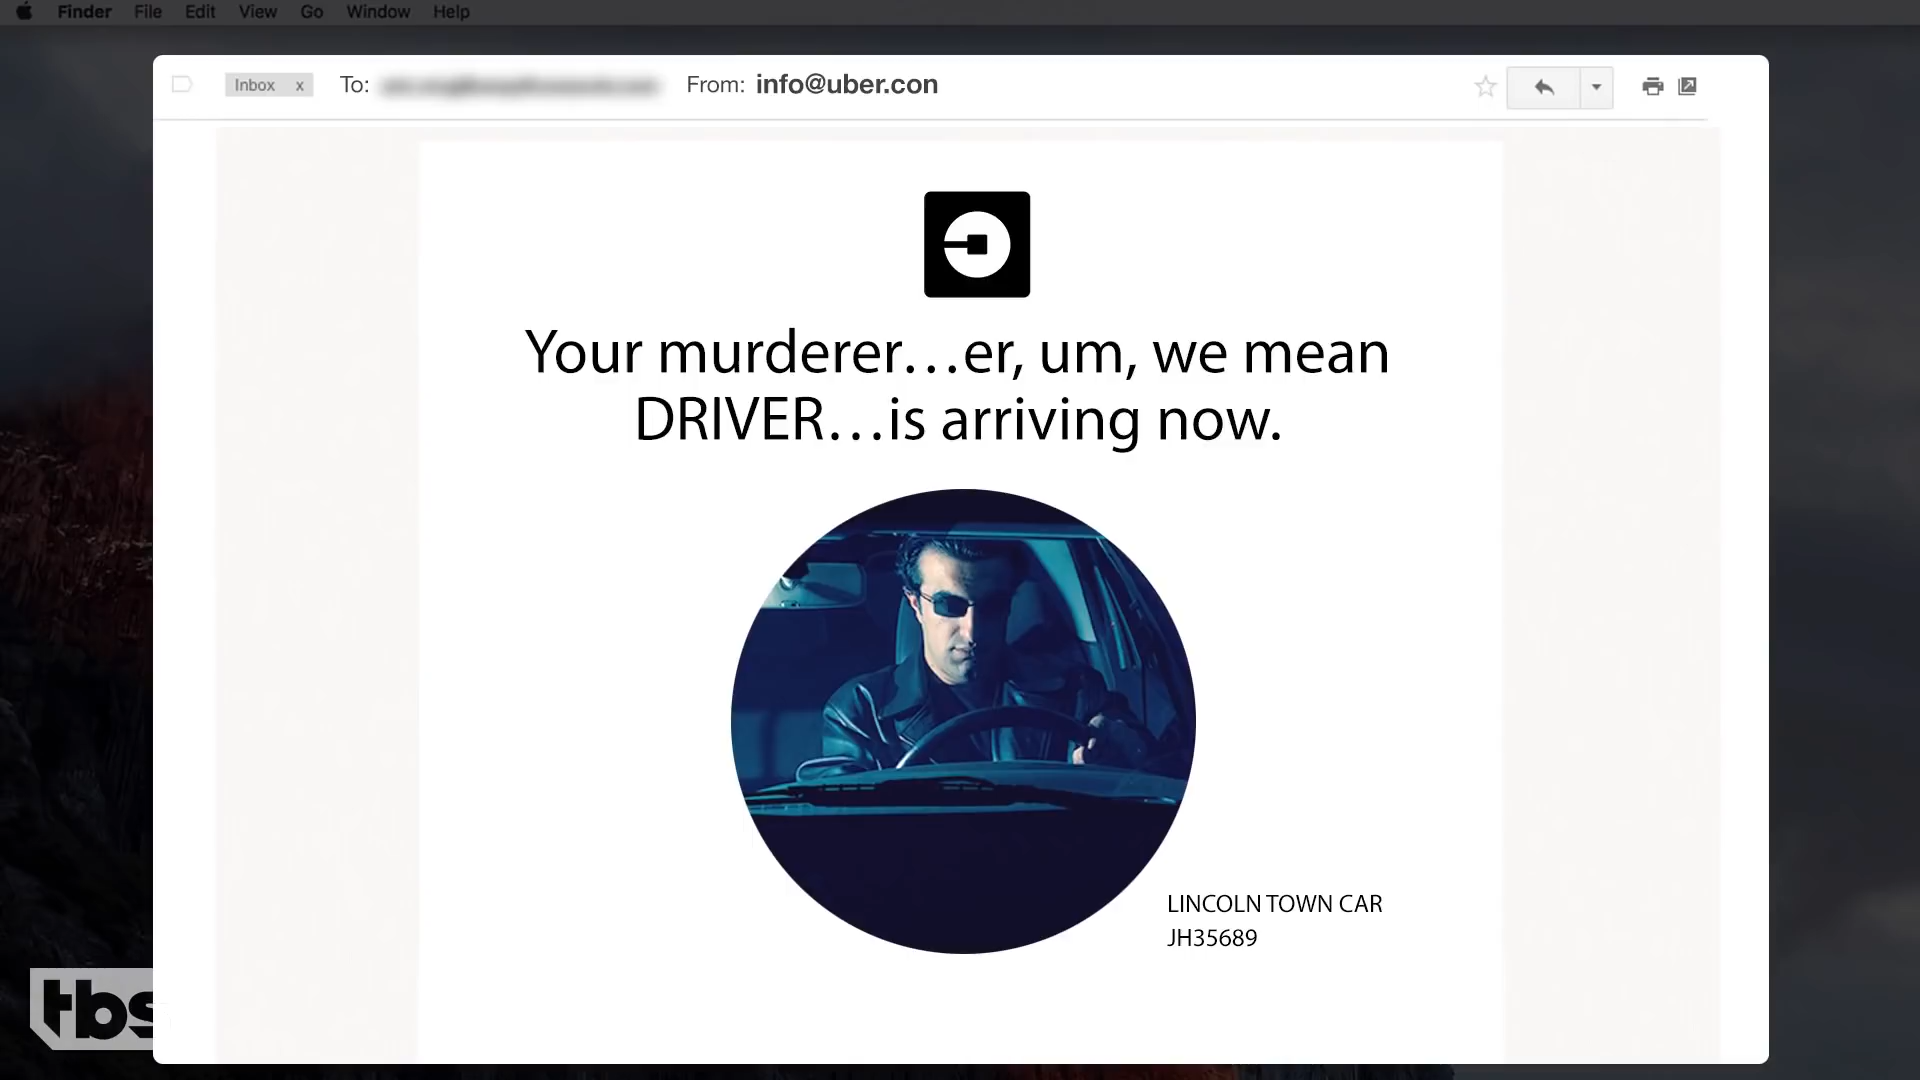 Finder File Edit View Go Window Help
Inbox x To: From: info@uber.con
Your murderer…er, um, we mean
DRIVER…is arriving now.
LINCOLN TOWN CAR
JH35689
tbs